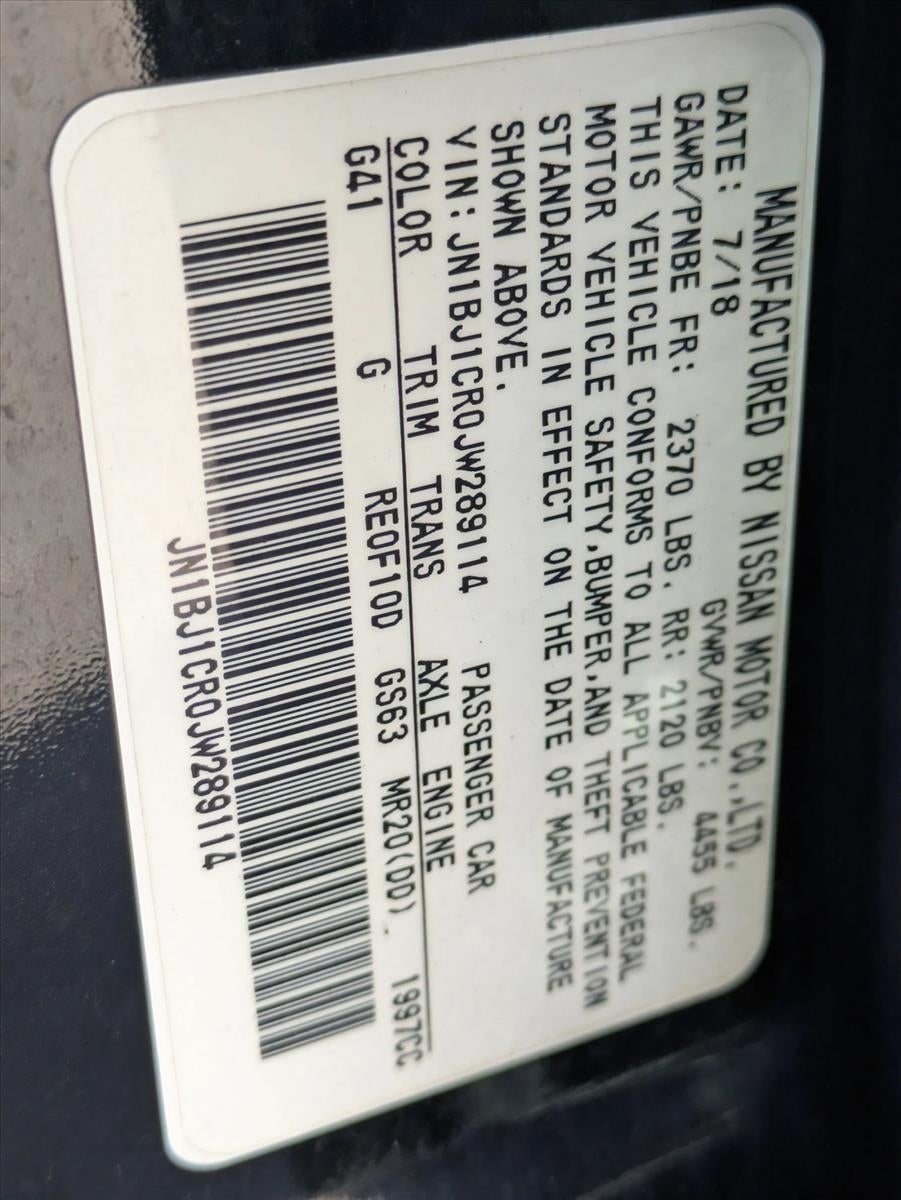 MANUFACTURED BY NISSAN MOTOR CO.,LTD.
DATE: 7/18 GVWR/PNBV: 4455 LBS.
GAWR/PNBE FR: 2370 LBS. RR: 2120 LBS.
THIS VEHICLE CONFORMS TO ALL APPLICABLE FEDERAL
MOTOR VEHICLE SAFETY,BUMPER,AND THEFT PREVENTION
STANDARDS IN EFFECT ON THE DATE OF MANUFACTURE
SHOWN ABOVE.
VIN:JN1BJ1CR0JW289114 PASSENGER CAR
COLOR TRIM TRANS AXLE ENGINE
G41 G RE0F10D GS63 MR20(DD) 1997CC
JN1BJ1CR0JW289114